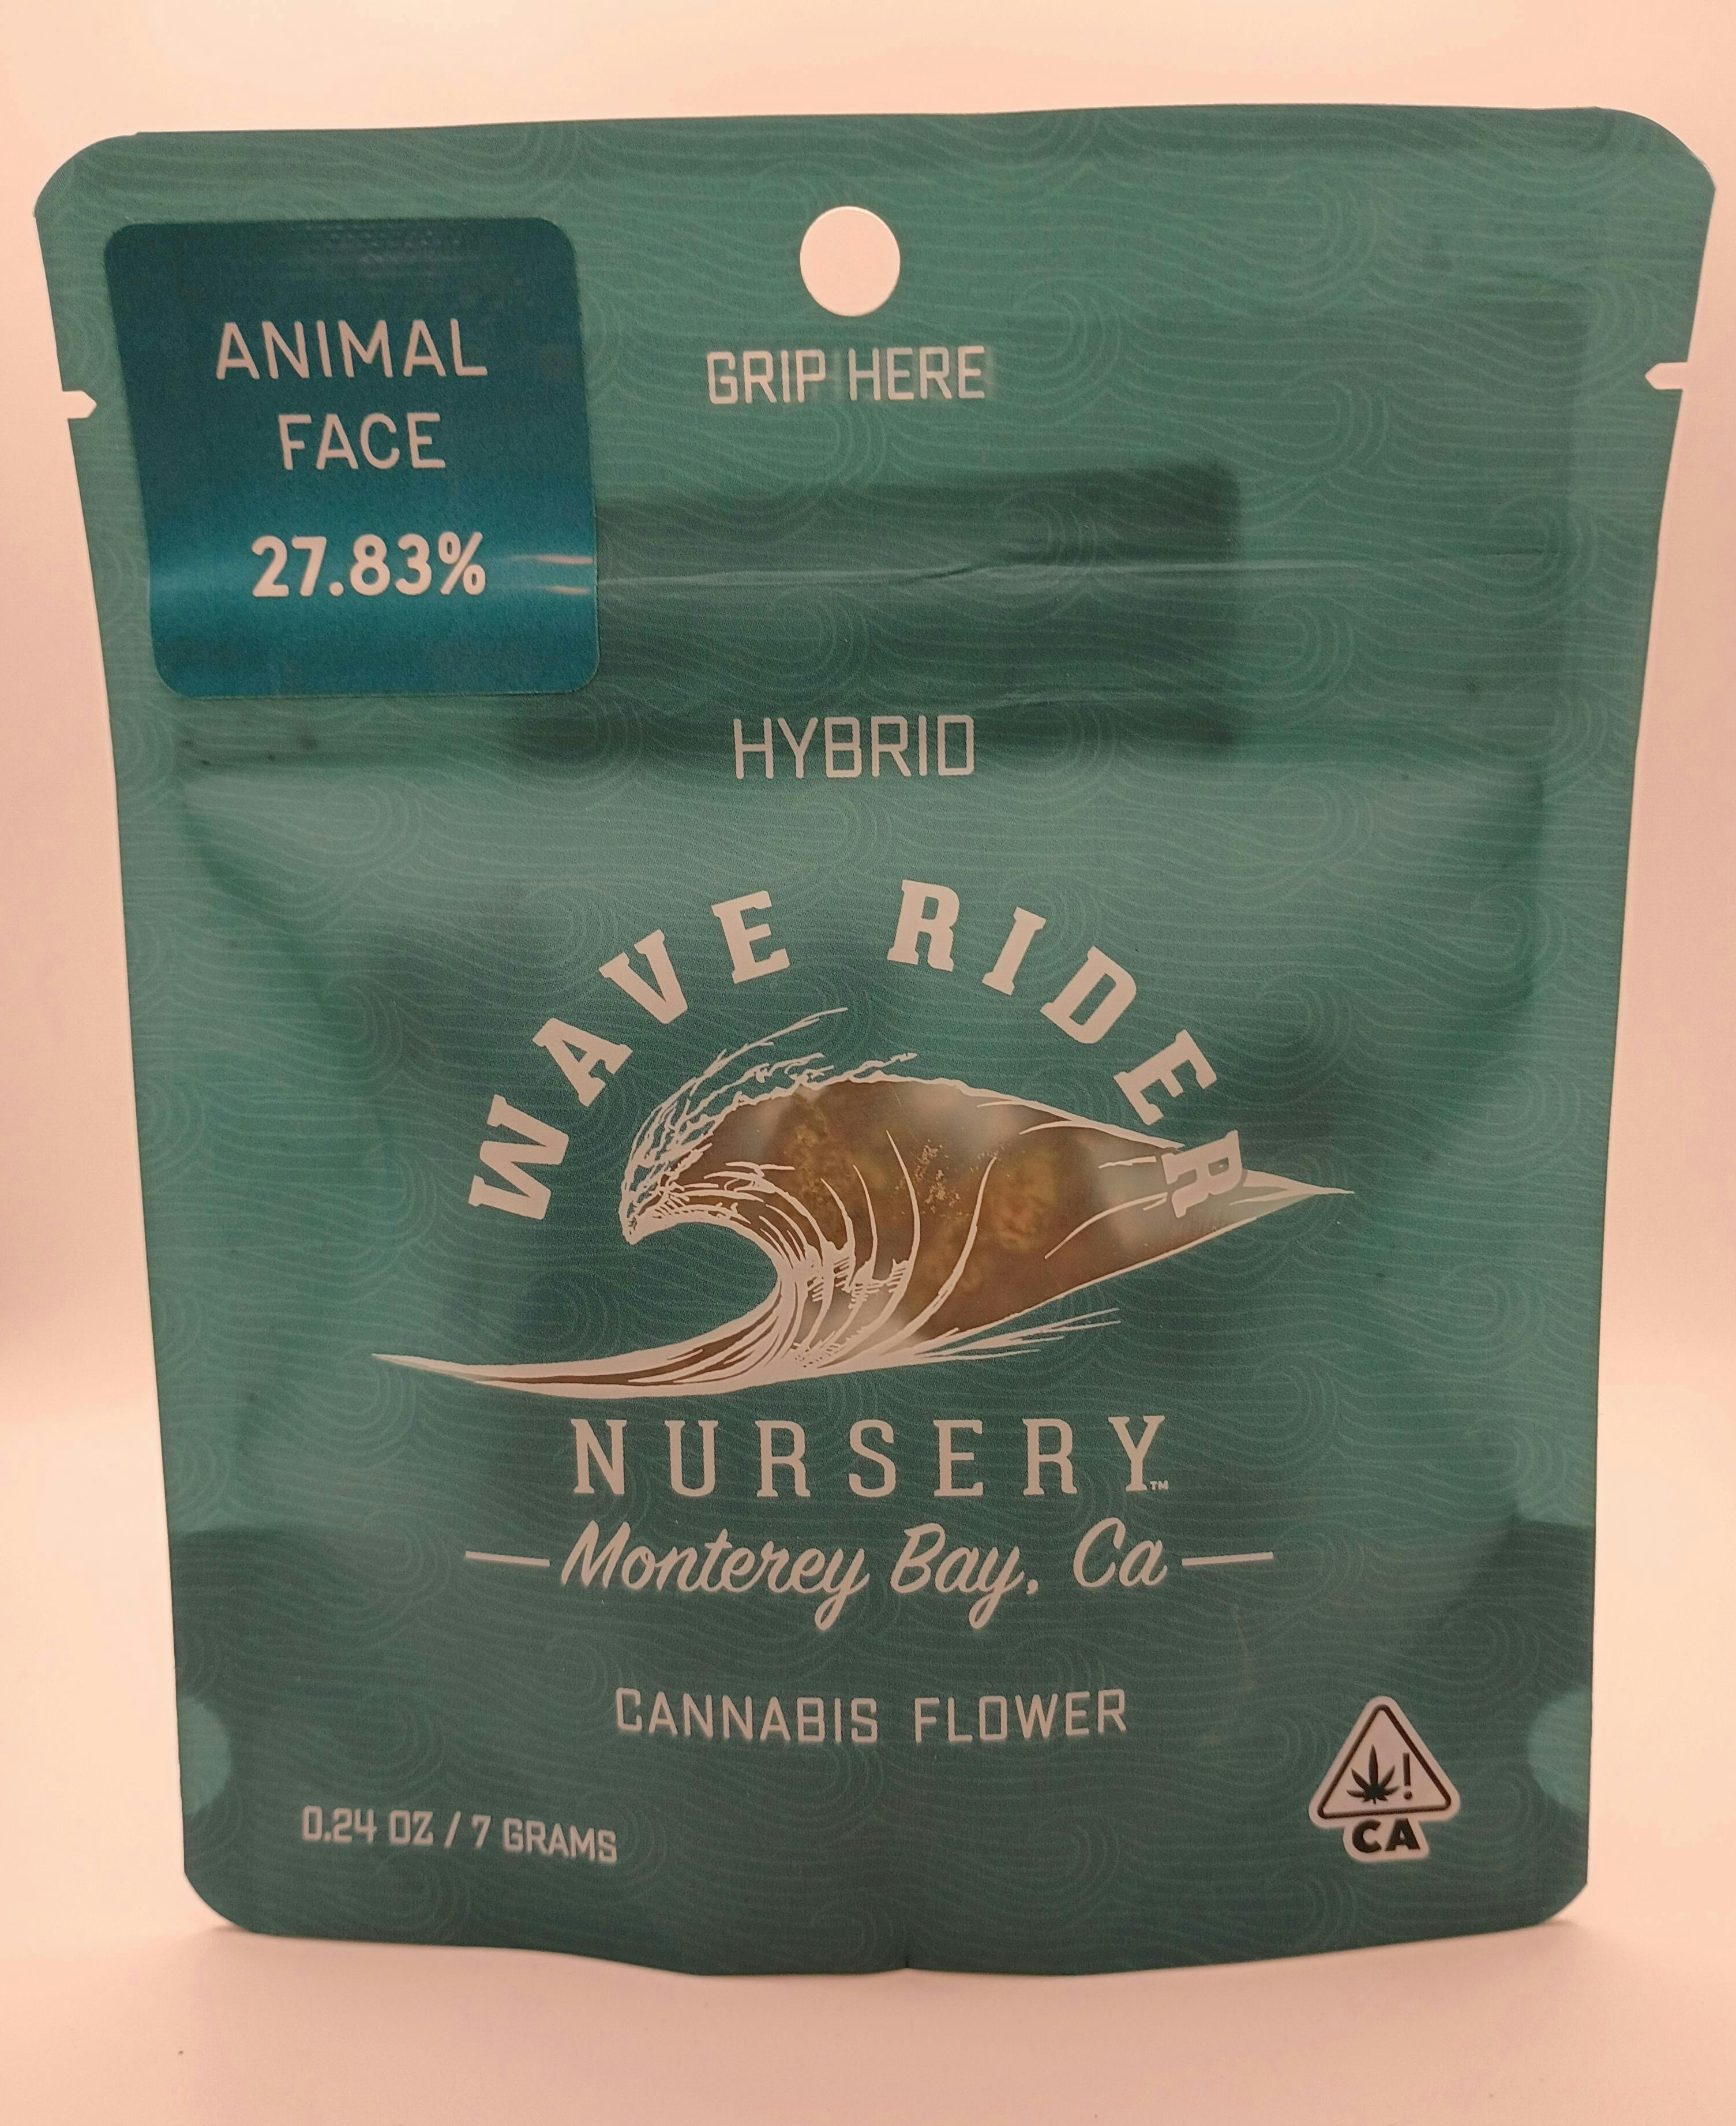 ANIMAL
FACE
27.83%
GRIP HERE
HYBRID
WAVE RIDER
NURSERY™
Monterey Bay, Ca
CANNABIS FLOWER
0.24 OZ / 7 GRAMS
!
CA